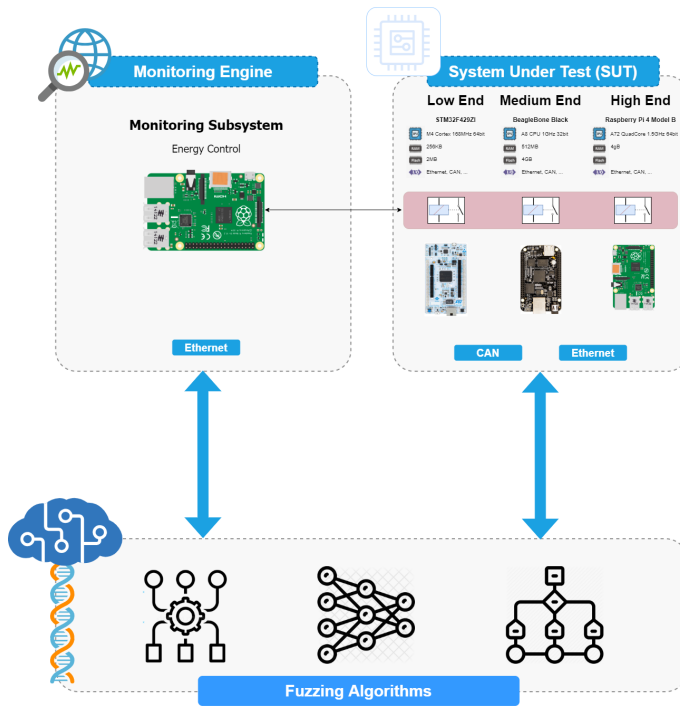 Monitoring Engine
System Under Test (SUT)
Monitoring Subsystem
Energy Control
Ethernet
Low End
Medium End
High End
STM32F429ZI
BeagleBone Black
Raspberry Pi 4 Model B
M4 Cortex 168MHz 64bit
A8 CPU 1GHz 32bit
A72 QuadCore 1.5GHz 64bit
256KB
512MB
4gB
2MB
4GB
Ethernet, CAN, ...
Ethernet, CAN, ...
Ethernet, CAN, ...
CAN
Ethernet
Fuzzing Algorithms